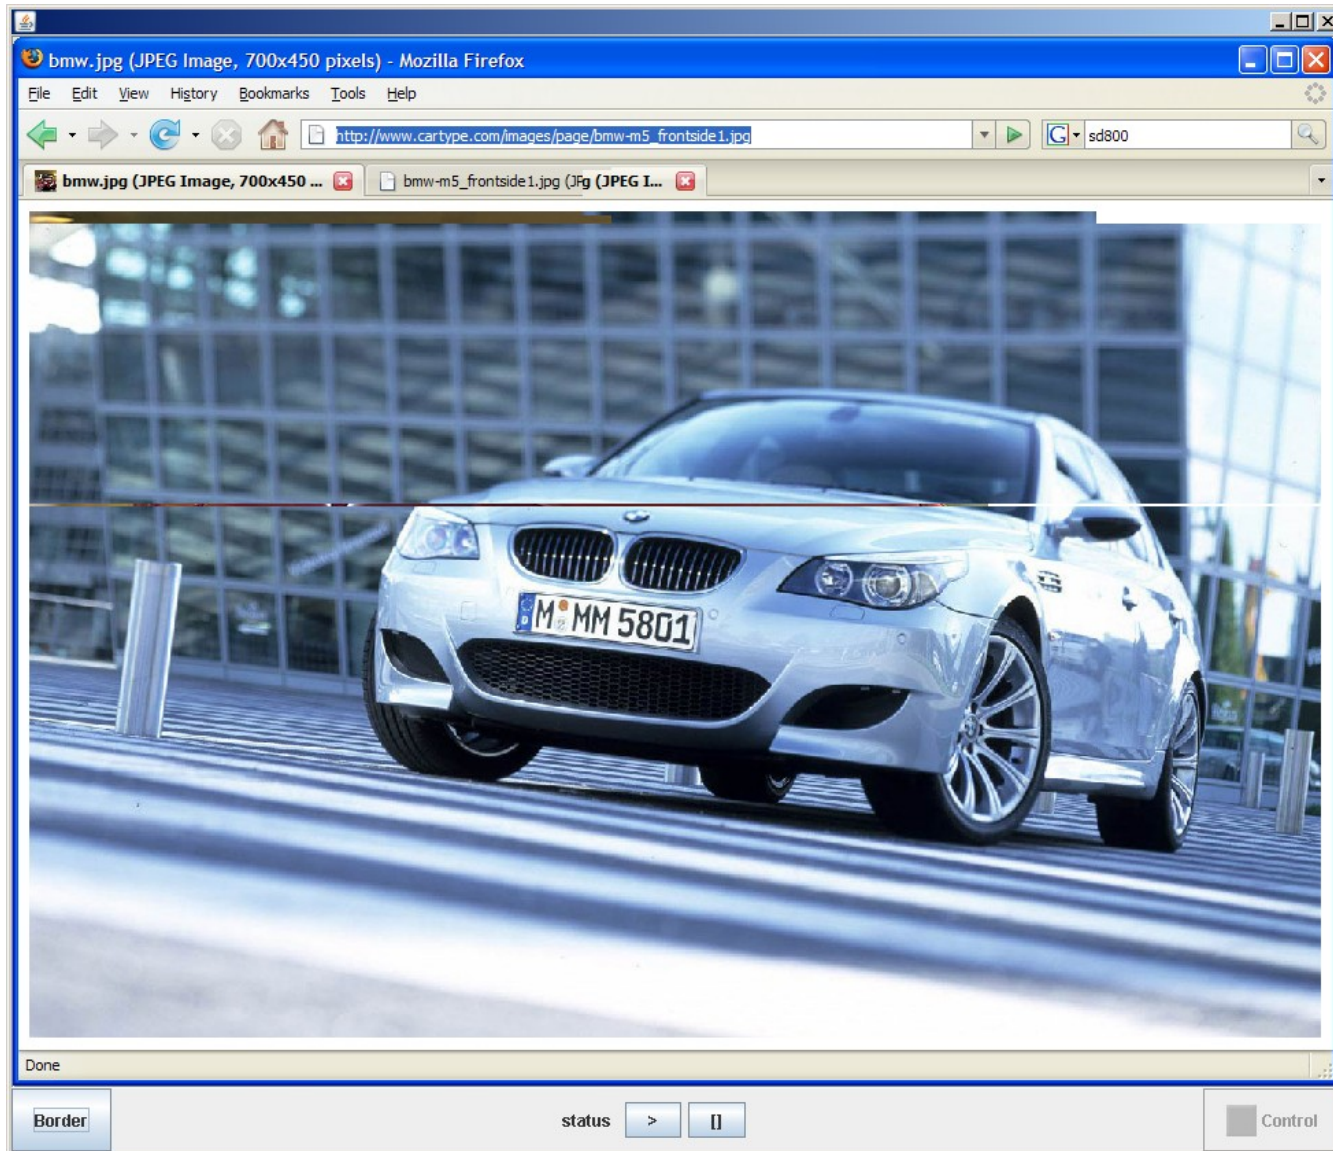 bmw.jpg (JPEG Image, 700x450 pixels) - Mozilla Firefox
File Edit View History Bookmarks Tools Help
http://www.cartype.com/images/page/bmw-m5_frontside1.jpg G sd800
bmw.jpg (JPEG Image, 700x450 ... bmw-m5_frontside1.jpg (JFg (JPEG I...
M MM 5801
Done
Border status > [] Control